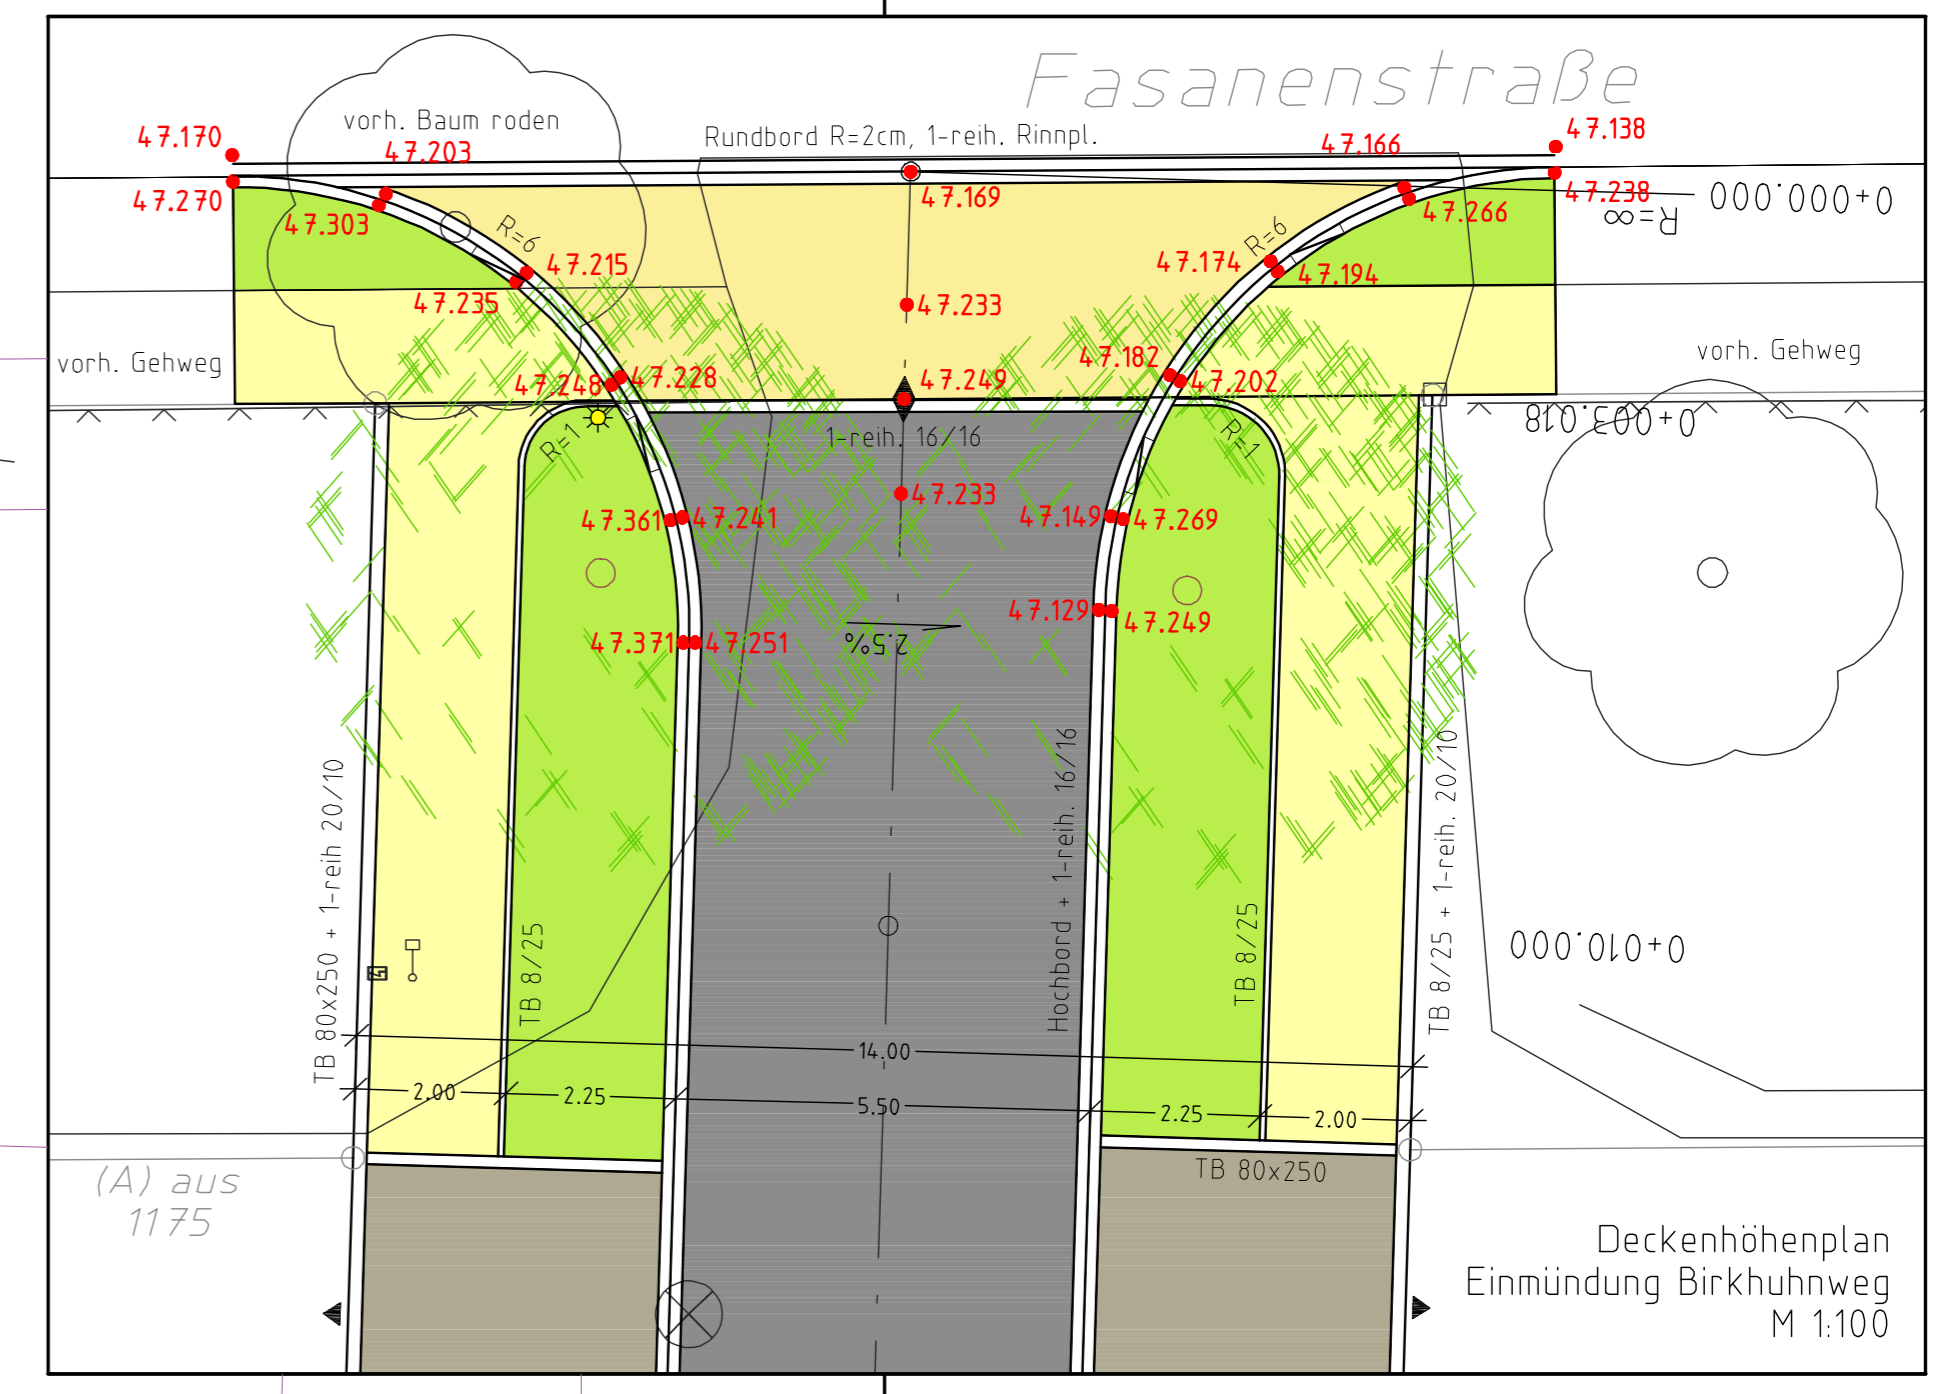 Fasanenstraße
vorh. Baum roden
Rundbord R=2cm, 1-reih. Rinnpl.
47.170
47.203
47.166
47.138
47.270
47.303
47.169
47.266
47.238
0+000.000
R=∞
R=6
R=6
47.215
47.235
47.174
47.194
47.233
vorh. Gehweg
vorh. Gehweg
47.248
47.228
47.249
47.182
47.202
0+003.018
R=1
1-reih. 16/16
R=1
47.361
47.241
47.233
47.149
47.269
47.371
47.251
2.5%
47.129
47.249
TB 80x250 + 1-reih 20/10
TB 8/25
Hochbord + 1-reih. 16/16
TB 8/25
TB 8/25 + 1-reih. 20/10
0+010.000
14.00
2.00
2.25
5.50
2.25
2.00
TB 80x250
(A) aus
1175
Deckenhöhenplan
Einmündung Birkhuhnweg
M 1:100